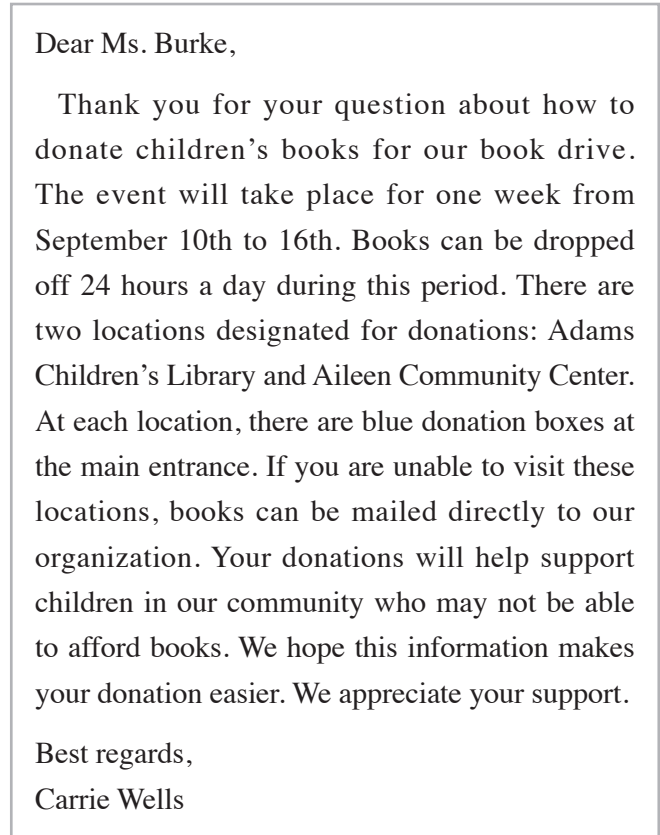 Dear Ms. Burke,
Thank you for your question about how to
donate children’s books for our book drive.
The event will take place for one week from
September 10th to 16th. Books can be dropped
off 24 hours a day during this period. There are
two locations designated for donations: Adams
Children’s Library and Aileen Community Center.
At each location, there are blue donation boxes at
the main entrance. If you are unable to visit these
locations, books can be mailed directly to our
organization. Your donations will help support
children in our community who may not be able
to afford books. We hope this information makes
your donation easier. We appreciate your support.
Best regards,
Carrie Wells